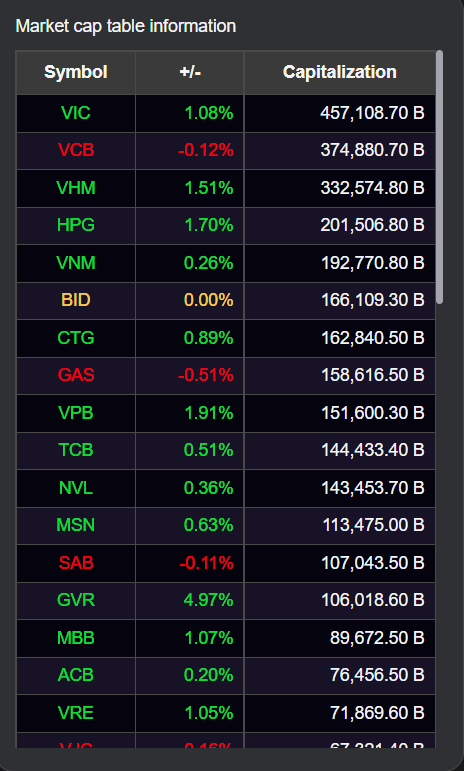 Market cap table information
Symbol +/- Capitalization
VIC 1.08% 457,108.70 B
VCB -0.12% 374,880.70 B
VHM 1.51% 332,574.80 B
HPG 1.70% 201,506.80 B
VNM 0.26% 192,770.80 B
BID 0.00% 166,109.30 B
CTG 0.89% 162,840.50 B
GAS -0.51% 158,616.50 B
VPB 1.91% 151,600.30 B
TCB 0.51% 144,433.40 B
NVL 0.36% 143,453.70 B
MSN 0.63% 113,475.00 B
SAB -0.11% 107,043.50 B
GVR 4.97% 106,018.60 B
MBB 1.07% 89,672.50 B
ACB 0.20% 76,456.50 B
VRE 1.05% 71,869.60 B